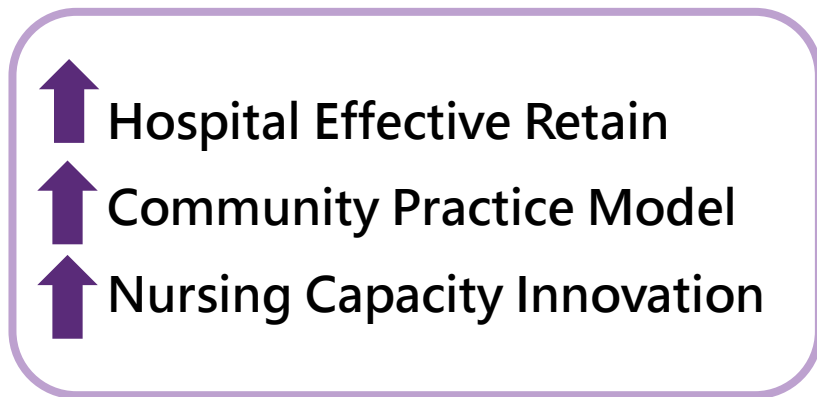 Hospital Effective Retain
Community Practice Model
Nursing Capacity Innovation